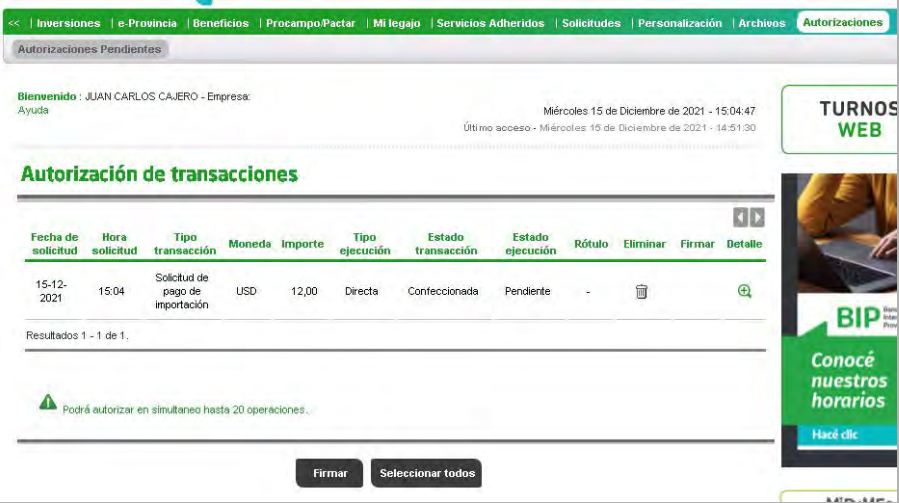 << | Inversiones | e-Provincia | Beneficios | Procampo/Pactar | Mi legajo | Servicios Adheridos | Solicitudes | Personalización | Archivos Autorizaciones
Autorizaciones Pendientes
Bienvenido : JUAN CARLOS CAJERO - Empresa:
Ayuda
Miércoles 15 de Diciembre de 2021 - 15:04:47
Último acceso - Miércoles 15 de Diciembre de 2021 - 14:51:30
TURNOS
WEB
Autorización de transacciones
Fecha de solicitud Hora solicitud Tipo transacción Moneda Importe Tipo ejecución Estado transacción Estado ejecución Rótulo Eliminar Firmar Detalle
15-12-2021 15:04 Solicitud de pago de importación USD 12,00 Directa Confeccionada Pendiente -
Resultados 1 - 1 de 1.
Podrá autorizar en simultaneo hasta 20 operaciones.
Firmar Seleccionar todos
BIP
Conocé
nuestros
horarios
Hacé clic